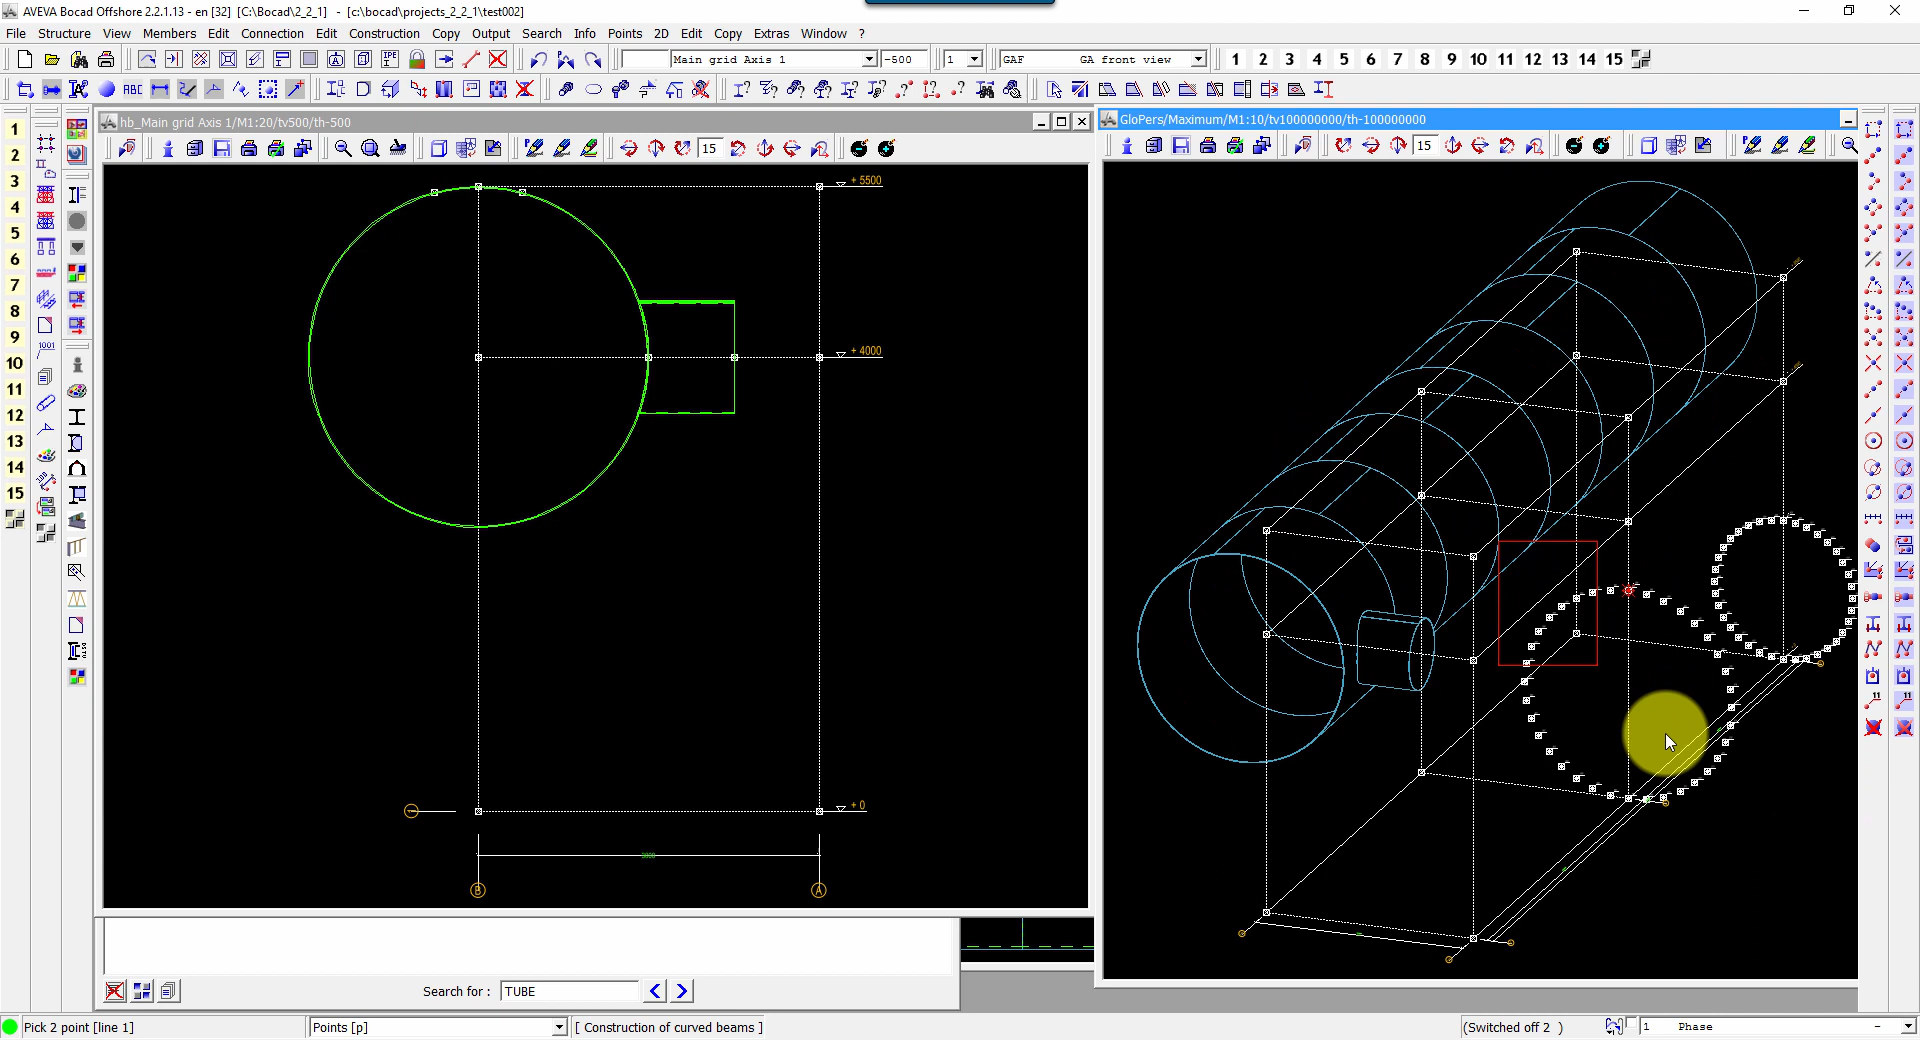 AVEVA Bocad Offshore 2.2.1.13 - en [32] [C:\Bocad\2_2_1] - [c:\bocad\projects_2_2_1\test002]
File Structure View Members Edit Connection Edit Construction Copy Output Search Info Points 2D Edit Copy Extras Window ?
Main grid Axis 1 -500 1 GAF GA front view 1 2 3 4 5 6 7 8 9 10 11 12 13 14 15
ABC
hb_Main grid Axis 1/M1:20/tv500/th-500
GloPers/Maximum/M1:10/tv100000000/th-100000000
15
15
1
2
3
4
5
6
7
8
9
10
11
12
13
14
15
1001
+ 5500
+ 4000
+ 0
B
A
11
11
Search for : TUBE
Pick 2 point [line 1] Points [p] [ Construction of curved beams ] (Switched off 2 ) 1 Phase -